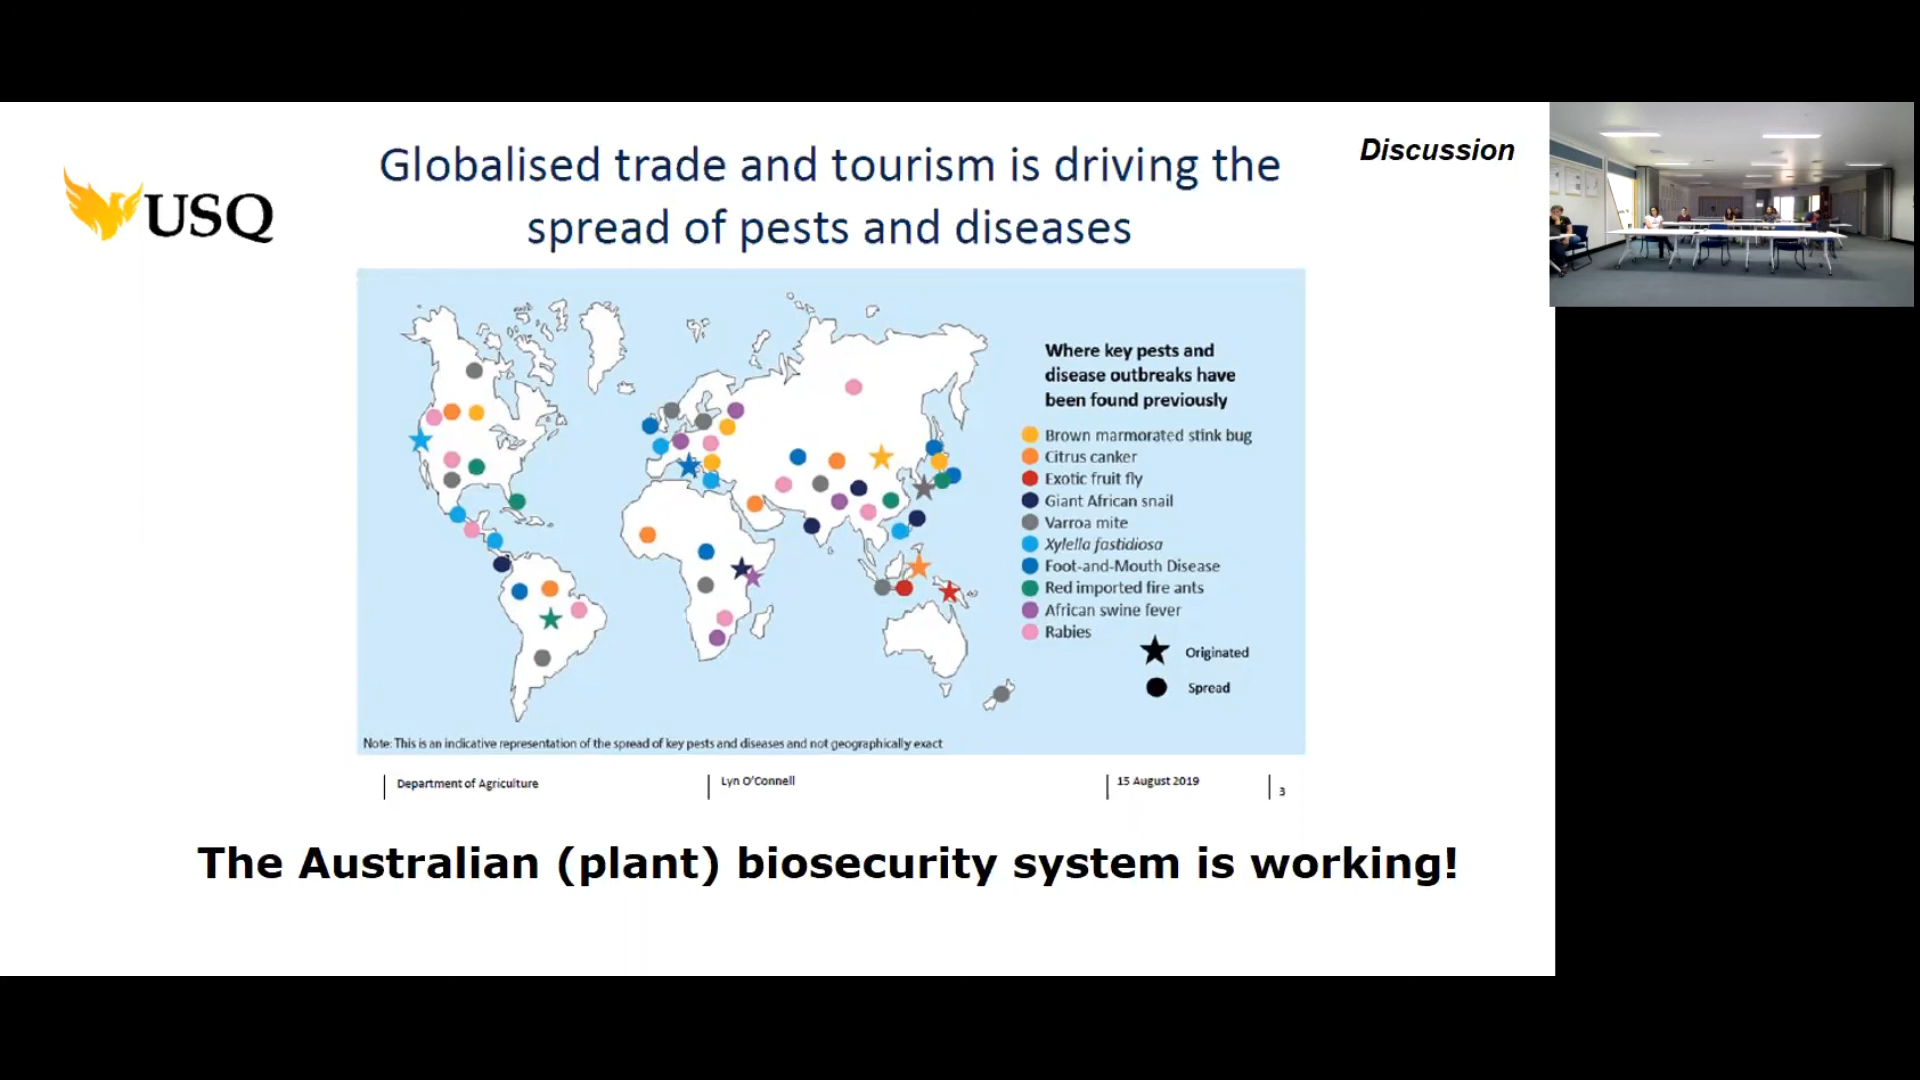 USQ
Globalised trade and tourism is driving the
spread of pests and diseases
Discussion
Where key pests and
disease outbreaks have
been found previously
Brown marmorated stink bug
Citrus canker
Exotic fruit fly
Giant African snail
Varroa mite
Xylella fastidiosa
Foot-and-Mouth Disease
Red imported fire ants
African swine fever
Rabies
Originated
Spread
Note: This is an indicative representation of the spread of key pests and diseases and not geographically exact
Department of Agriculture
Lyn O'Connell
15 August 2019
3
The Australian (plant) biosecurity system is working!